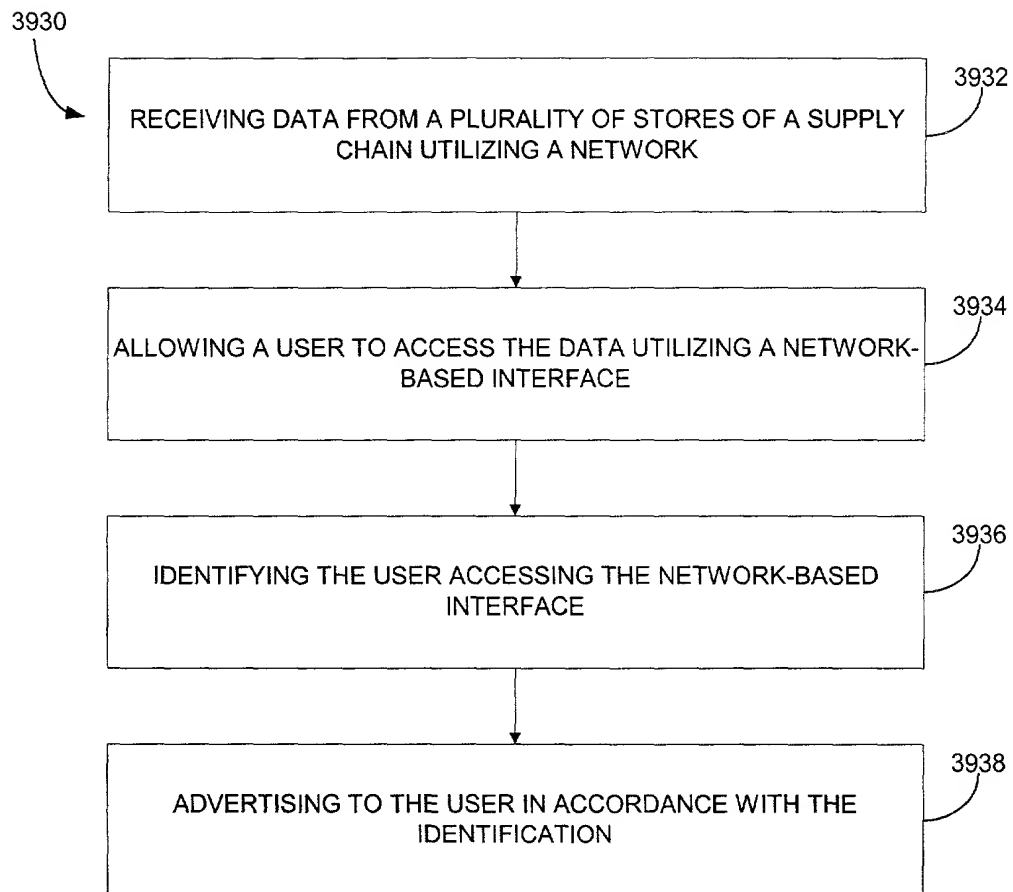 3930
3932
RECEIVING DATA FROM A PLURALITY OF STORES OF A SUPPLY
CHAIN UTILIZING A NETWORK
3934
ALLOWING A USER TO ACCESS THE DATA UTILIZING A NETWORK-
BASED INTERFACE
3936
IDENTIFYING THE USER ACCESSING THE NETWORK-BASED
INTERFACE
3938
ADVERTISING TO THE USER IN ACCORDANCE WITH THE
IDENTIFICATION